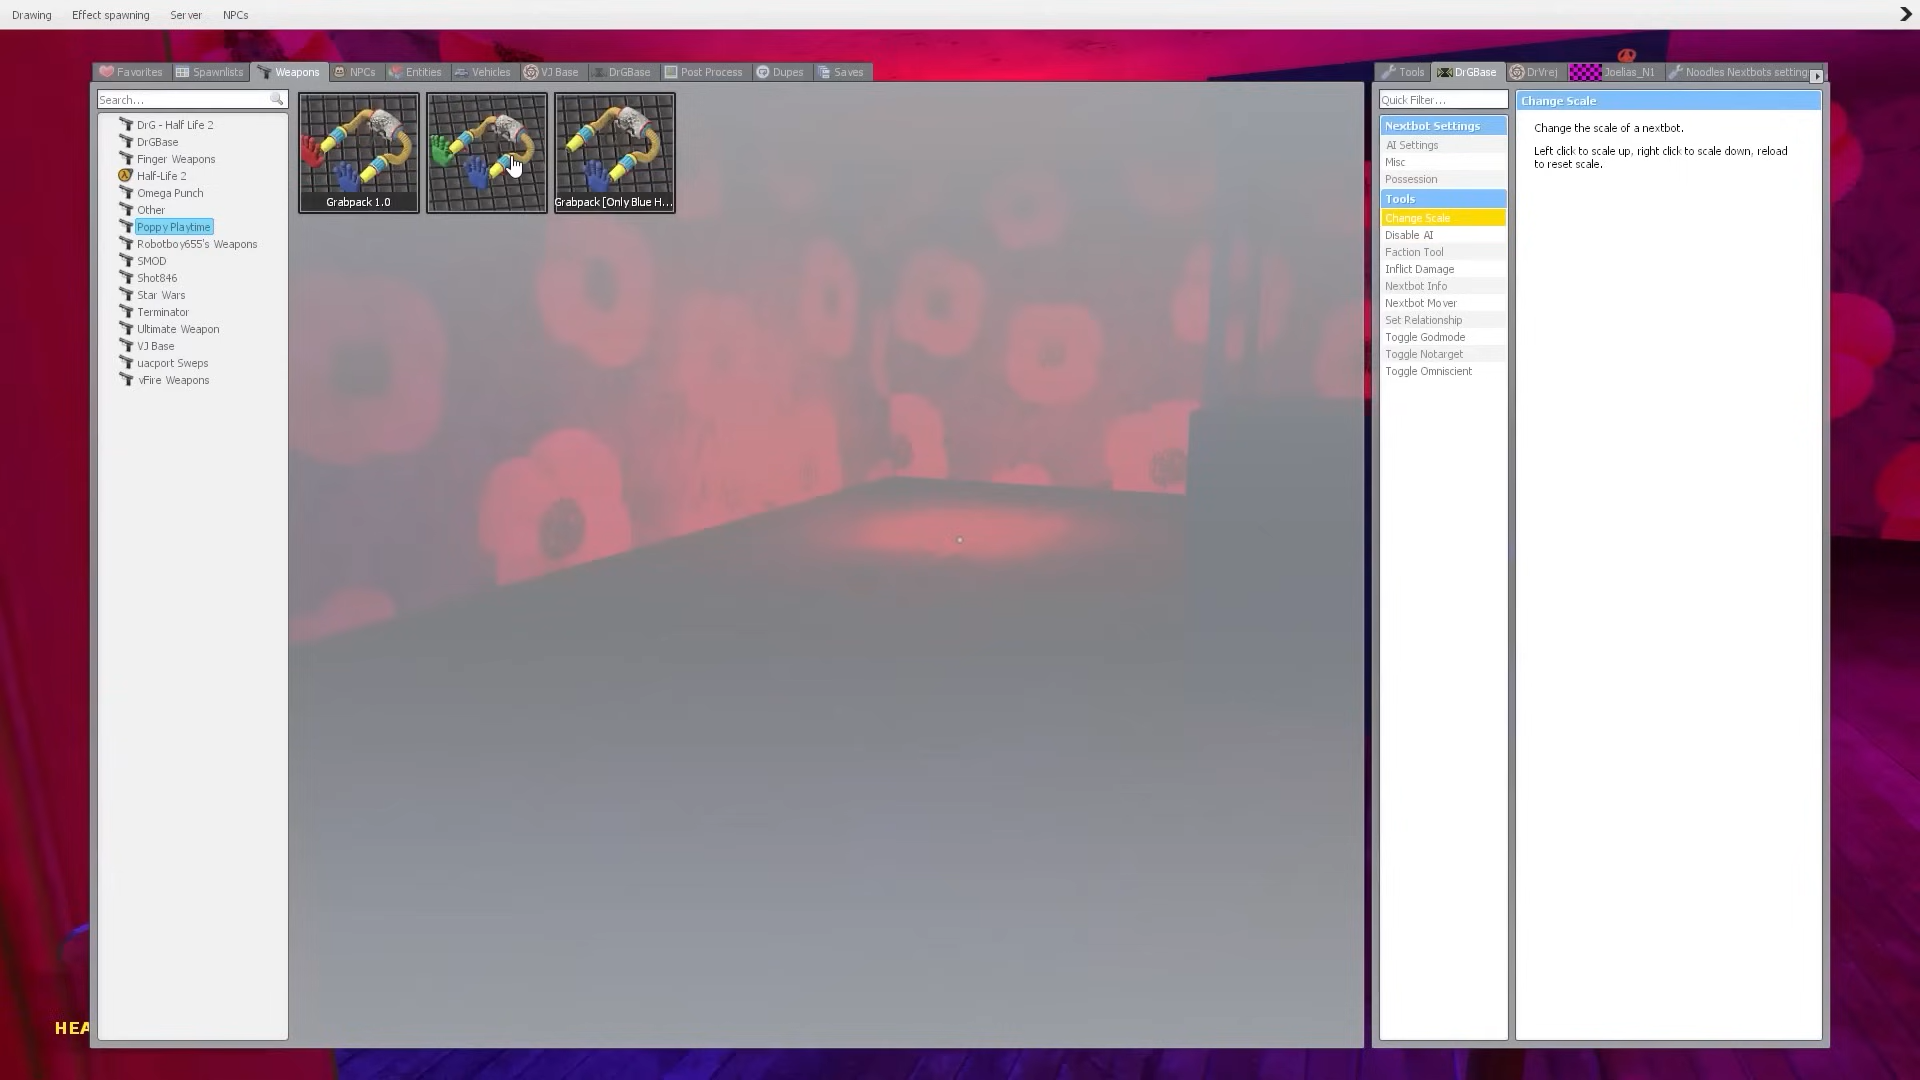 Drawing Effect spawning Server NPCs
Favorites Spawnlists Weapons NPCs Entities Vehicles VJ Base DrGBase Post Process Dupes Saves
Search...
DrG - Half Life 2
DrGBase
Finger Weapons
Half-Life 2
Omega Punch
Other
Poppy Playtime
Robotboy655's Weapons
SMOD
Shot846
Star Wars
Terminator
Ultimate Weapon
VJ Base
uacport Sweps
vFire Weapons
Grabpack 1.0
Grabpack [Only Blue H...
Tools DrGBase DrVrej Joelias_N1 Noodles Nextbots setting
Quick Filter...
Nextbot Settings
AI Settings
Misc
Possession
Tools
Change Scale
Disable AI
Faction Tool
Inflict Damage
Nextbot Info
Nextbot Mover
Set Relationship
Toggle Godmode
Toggle Notarget
Toggle Omniscient
Change Scale
Change the scale of a nextbot.
Left click to scale up, right click to scale down, reload
to reset scale.
HEA